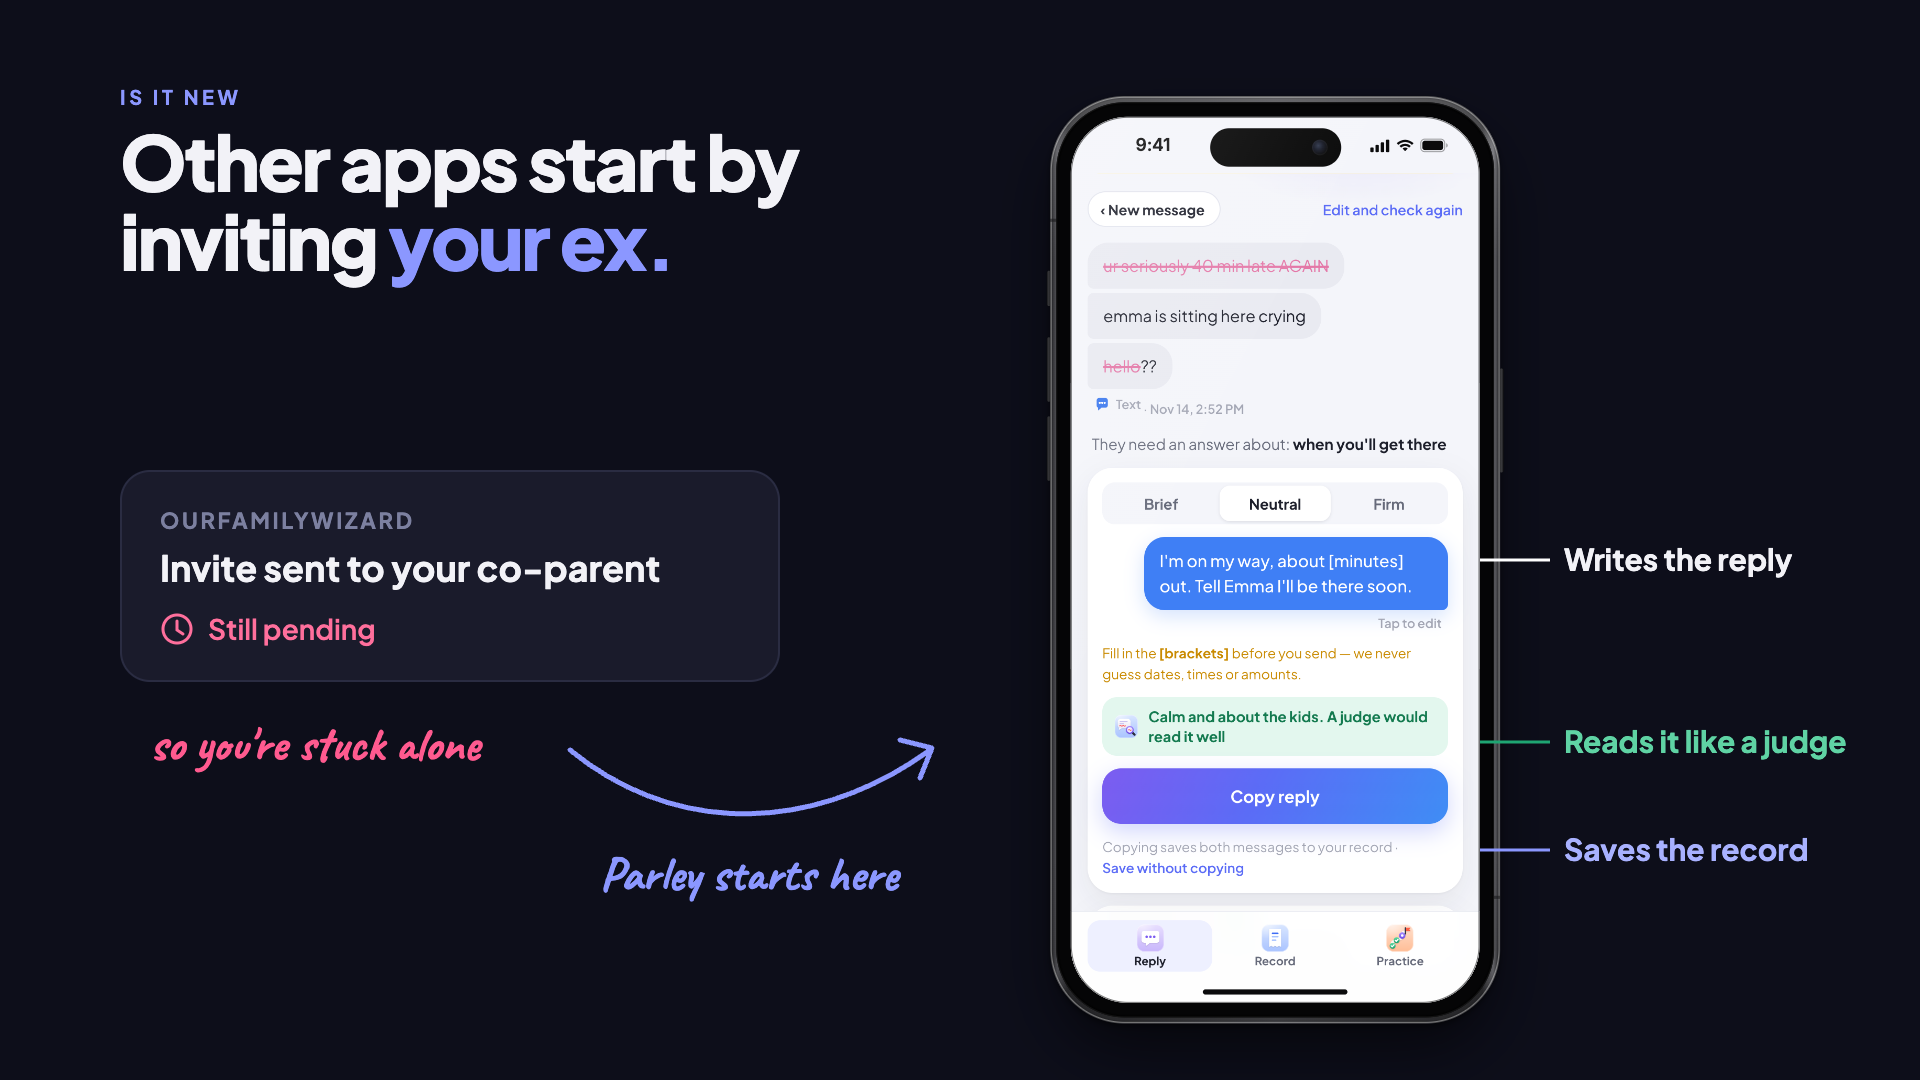 IS IT NEW
Other apps start by
inviting your ex.
OURFAMILYWIZARD
Invite sent to your co-parent
Still pending
so you're stuck alone
Parley starts here
9:41
‹ New message
Edit and check again
ur seriously 40 min late AGAIN
emma is sitting here crying
hello??
Text · Nov 14, 2:52 PM
They need an answer about: when you'll get there
Brief
Neutral
Firm
I'm on my way, about [minutes]
out. Tell Emma I'll be there soon.
Tap to edit
Fill in the [brackets] before you send — we never
guess dates, times or amounts.
Calm and about the kids. A judge would
read it well
Copy reply
Copying saves both messages to your record ·
Save without copying
Reply
Record
Practice
Writes the reply
Reads it like a judge
Saves the record